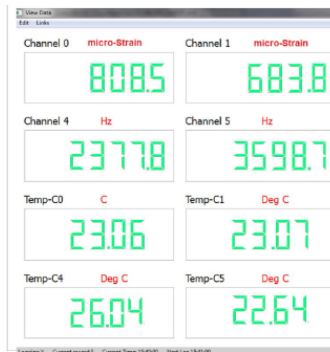 View Data
Edit Links
Channel 0 micro-Strain Channel 1 micro-Strain
808.5 683.8
Channel 4 Hz Channel 5 Hz
2377.8 3598.7
Temp-C0 C Temp-C1 Deg C
23.06 23.07
Temp-C4 Deg C Temp-C5 Deg C
26.04 22.64